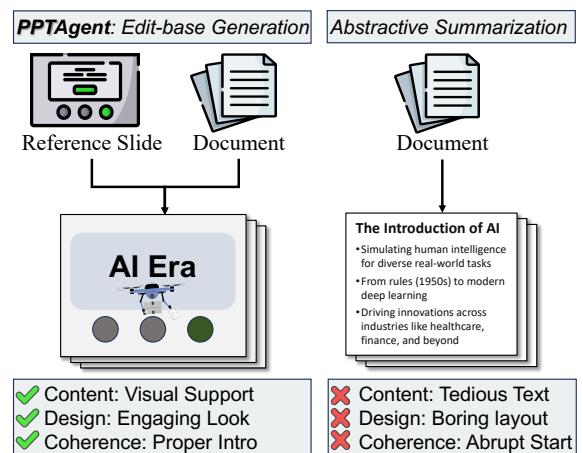 PPTAgent: Edit-base Generation
Reference Slide
Document
AI Era
Content: Visual Support
Design: Engaging Look
Coherence: Proper Intro
Abstractive Summarization
Document
The Introduction of AI
•Simulating human intelligence
for diverse real-world tasks
•From rules (1950s) to modern
deep learning
•Driving innovations across
industries like healthcare,
finance, and beyond
Content: Tedious Text
Design: Boring layout
Coherence: Abrupt Start